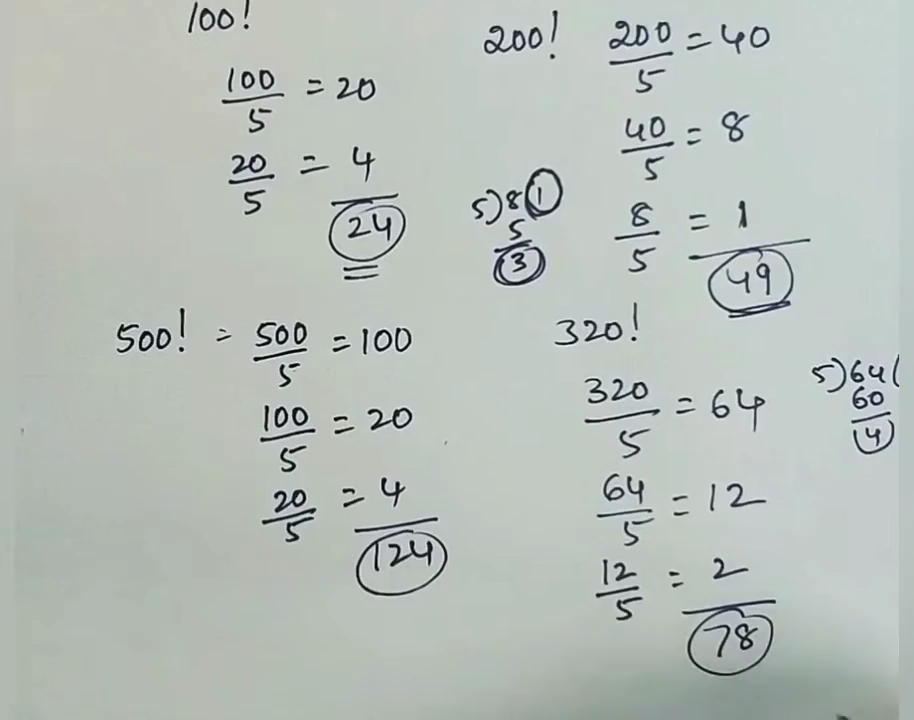 100!
100/5 = 20
20/5 = 4
24
200! 200/5 = 40
40/5 = 8
8/5 = 1
49
5)8(1
5
3
500! = 500/5 = 100
100/5 = 20
20/5 = 4
124
320!
320/5 = 64
64/5 = 12
12/5 = 2
78
5)64(
60
4